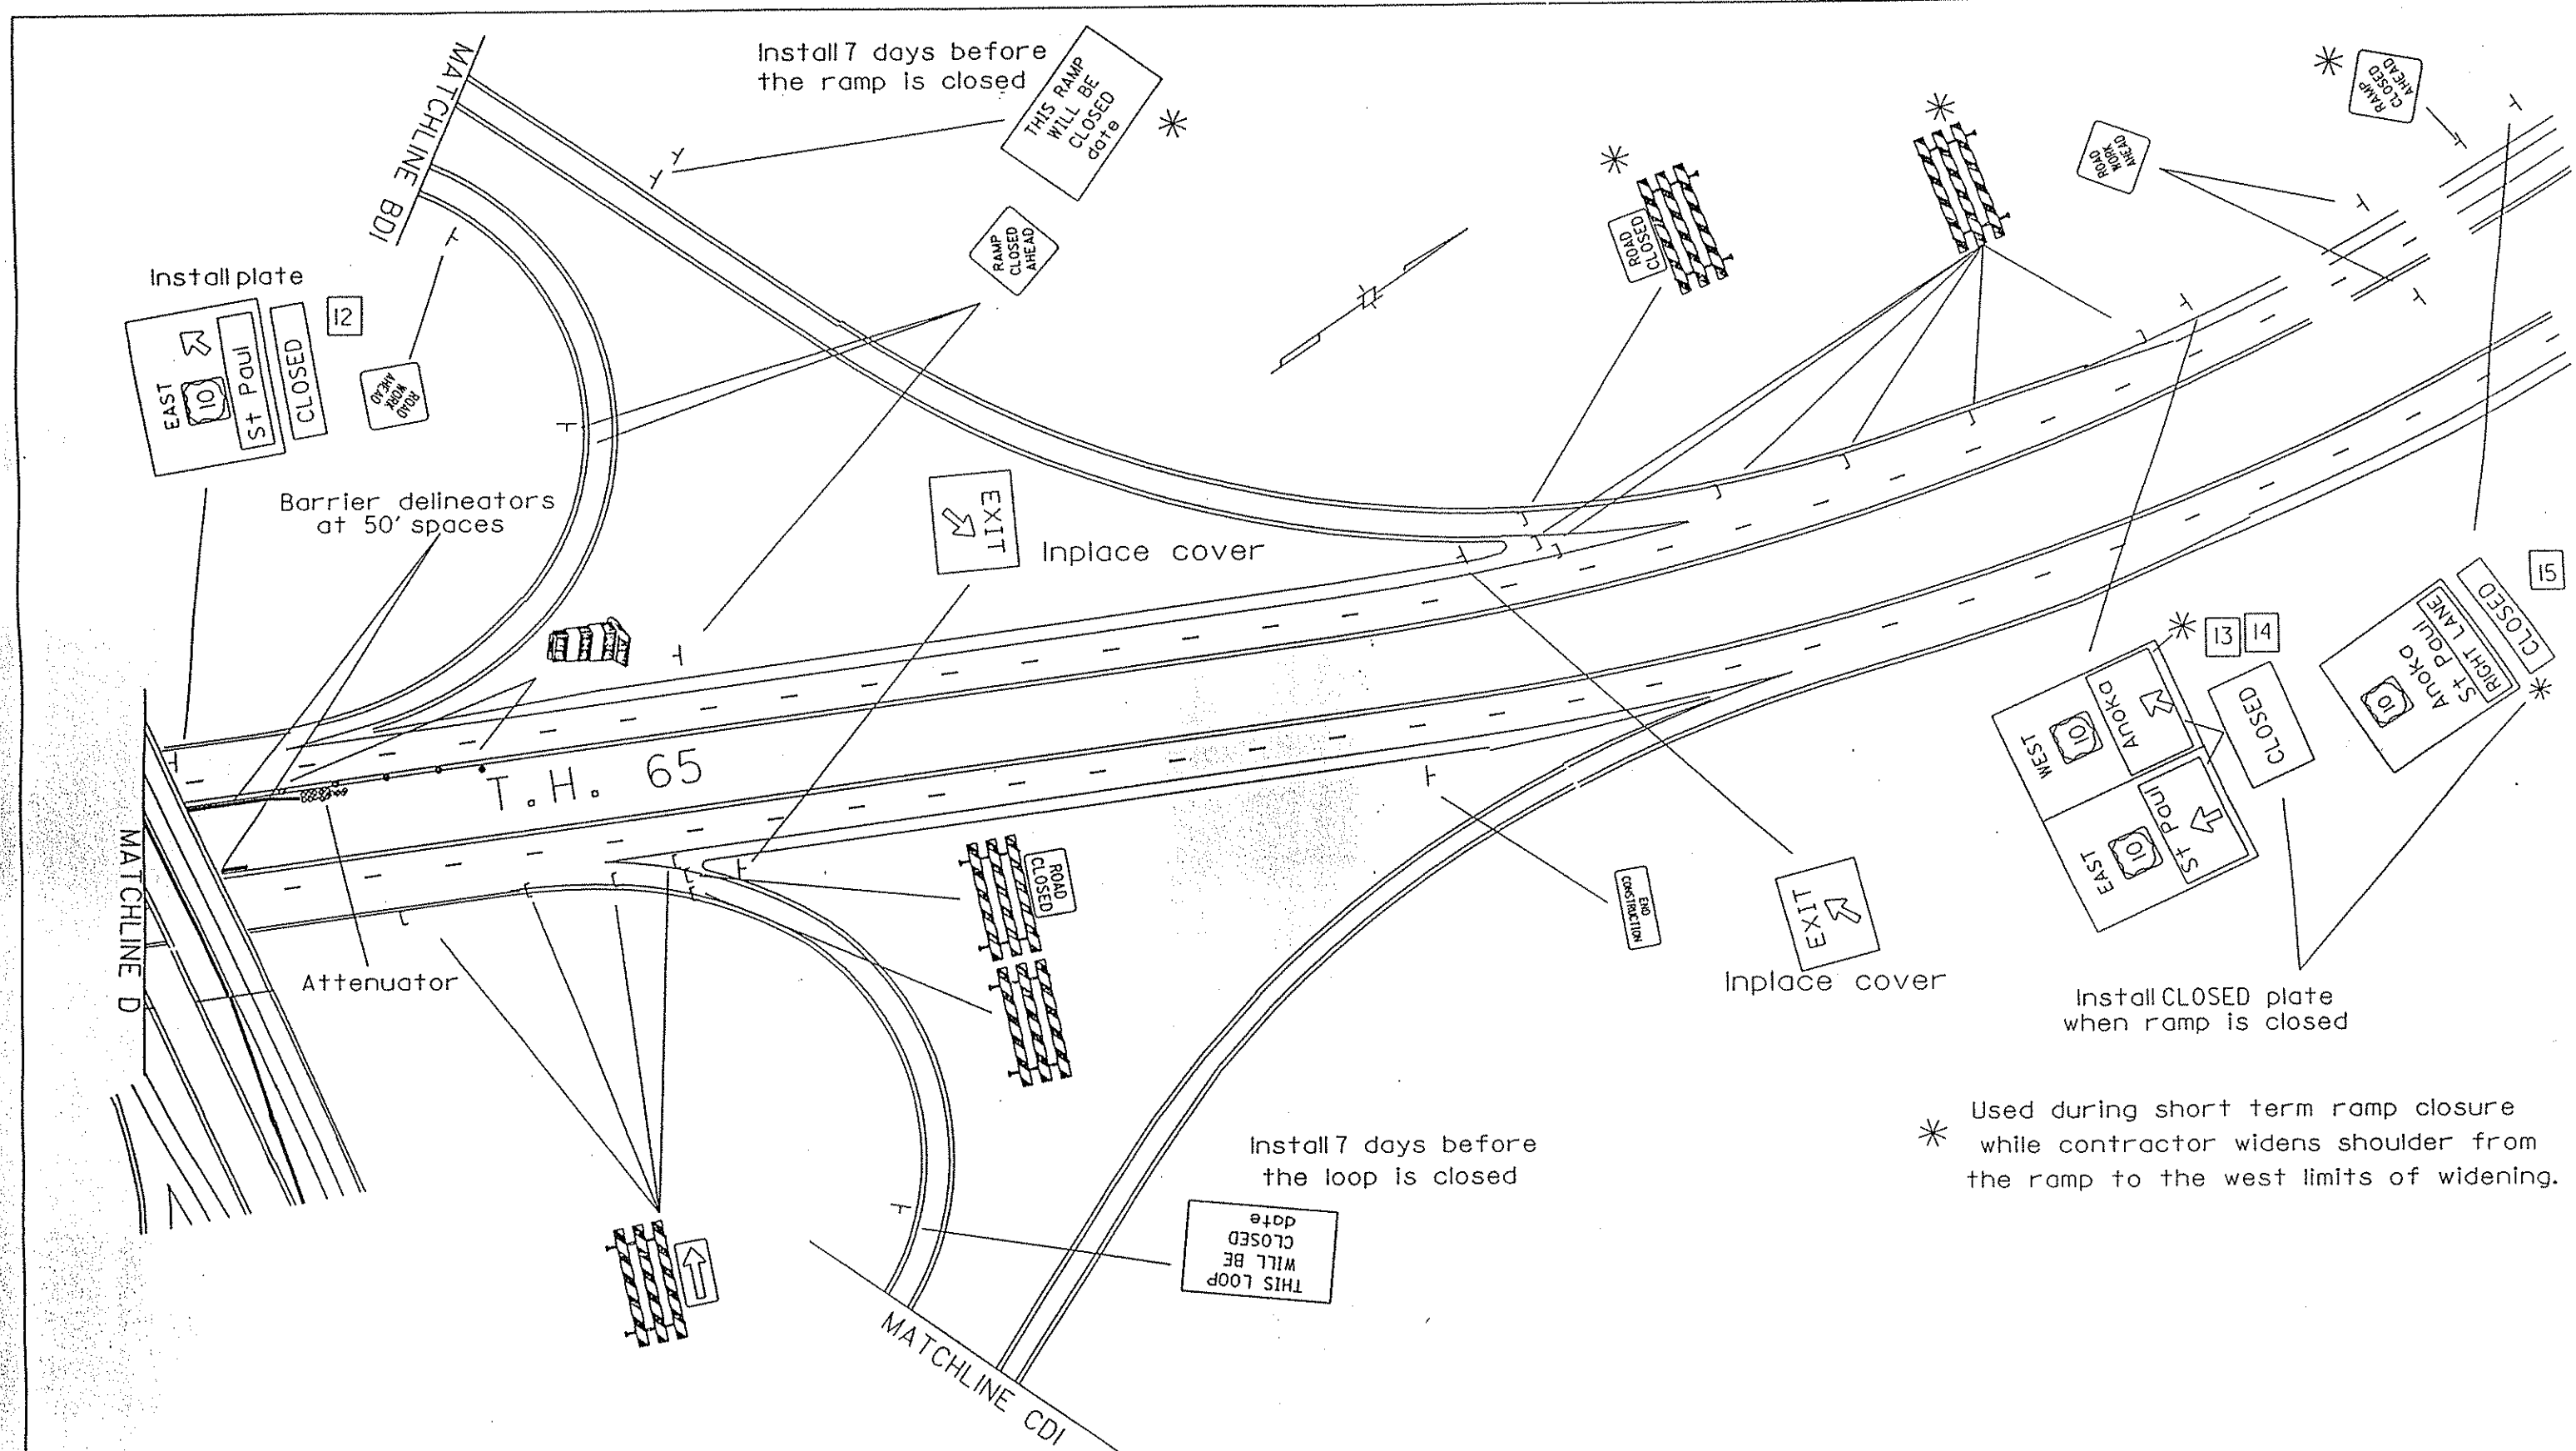 MATCHLINE BD1
Install 7 days before
the ramp is closed
THIS RAMP
WILL BE
CLOSED
date
RAMP
CLOSED
AHEAD
RAMP
CLOSED
AHEAD
ROAD
WORK
AHEAD
ROAD
CLOSED
Install plate
EAST
10
St Paul
CLOSED
12
ROAD
WORK
AHEAD
Barrier delineators
at 50' spaces
EXIT
Inplace cover
T.H. 65
MATCHLINE D
Attenuator
ROAD
CLOSED
END
CONSTRUCTION
EXIT
Inplace cover
13 14
WEST
10
Anoka
EAST
10
St Paul
CLOSED
15
10
Anoka
St Paul
RIGHT LANE
CLOSED
Install CLOSED plate
when ramp is closed
Install 7 days before
the loop is closed
THIS LOOP
WILL BE
CLOSED
date
MATCHLINE CD1
* Used during short term ramp closure
while contractor widens shoulder from
the ramp to the west limits of widening.